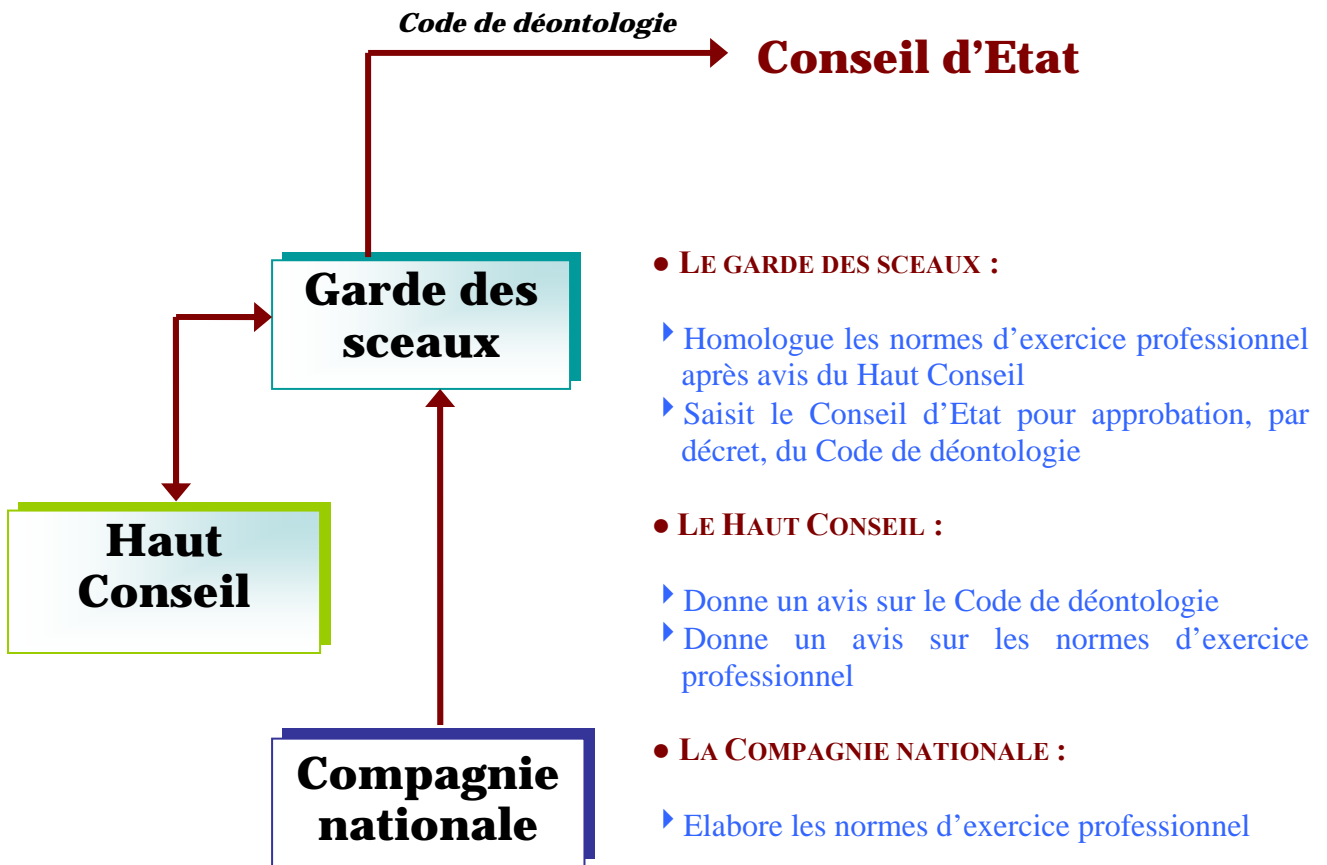 Code de déontologie
Conseil d'Etat
Garde des
sceaux
Haut
Conseil
Compagnie
nationale
● LE GARDE DES SCEAUX :
Homologue les normes d'exercice professionnel
après avis du Haut Conseil
Saisit le Conseil d'Etat pour approbation, par
décret, du Code de déontologie
● LE HAUT CONSEIL :
Donne un avis sur le Code de déontologie
Donne un avis sur les normes d'exercice
professionnel
● LA COMPAGNIE NATIONALE :
Elabore les normes d'exercice professionnel